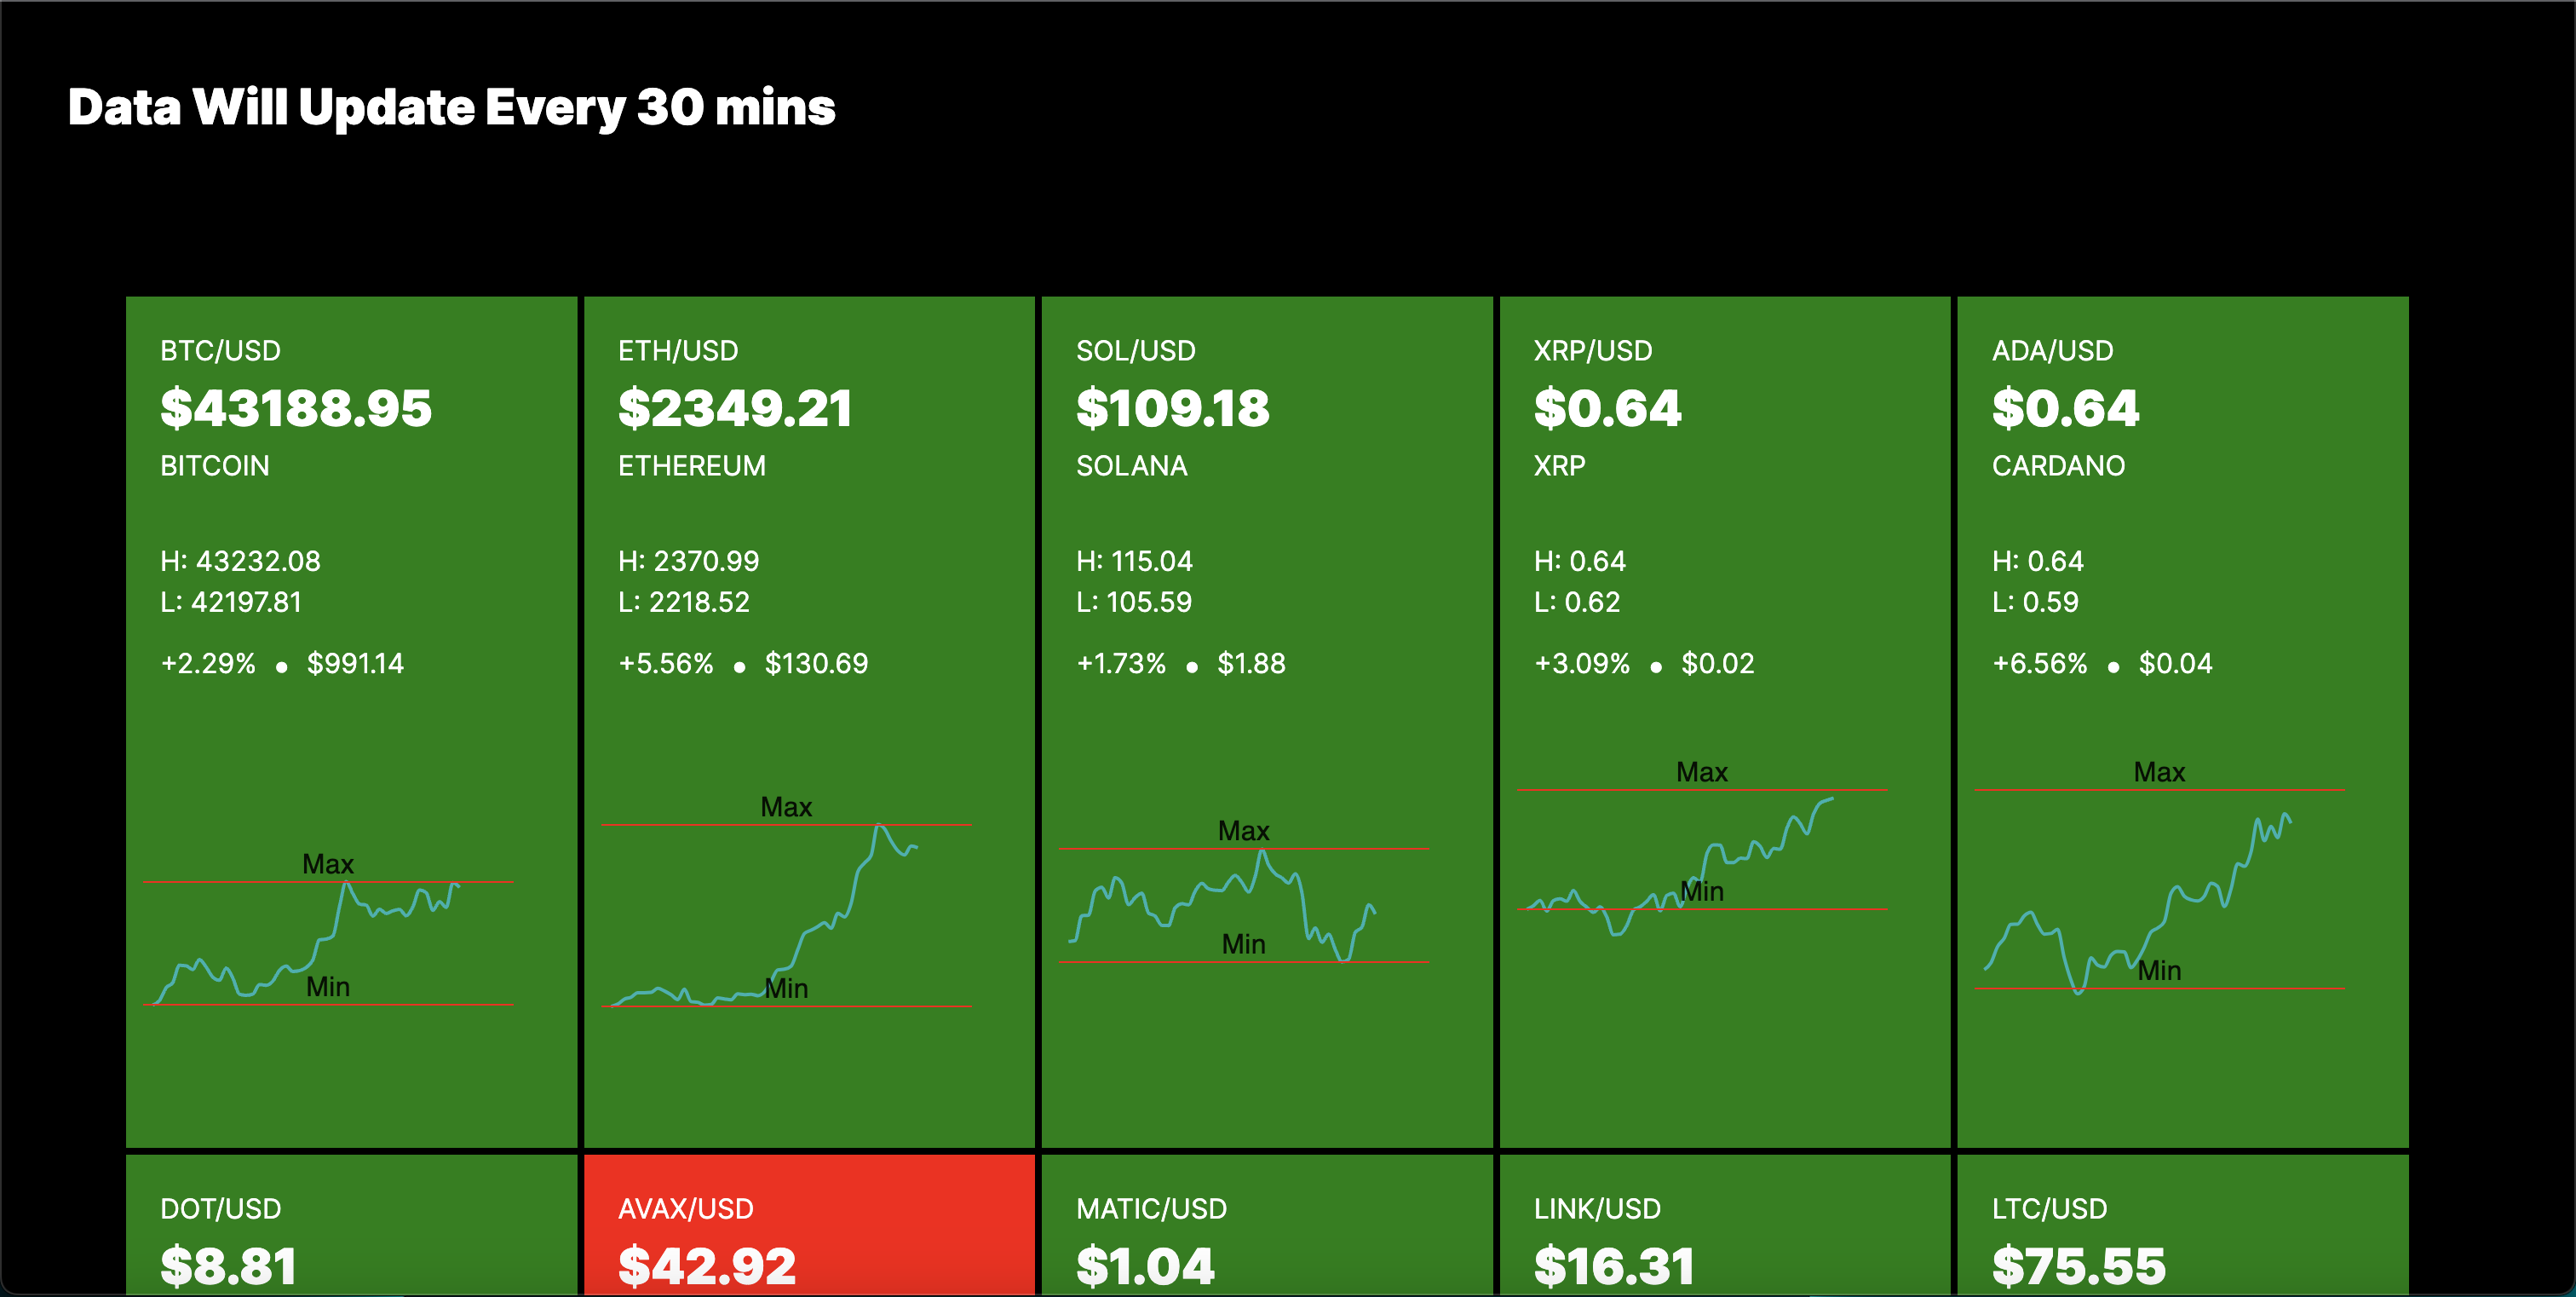 Data Will Update Every 30 mins
BTC/USD
$43188.95
BITCOIN
H: 43232.08
L: 42197.81
+2.29% ● $991.14
Max
Min
ETH/USD
$2349.21
ETHEREUM
H: 2370.99
L: 2218.52
+5.56% ● $130.69
Max
Min
SOL/USD
$109.18
SOLANA
H: 115.04
L: 105.59
+1.73% ● $1.88
Max
Min
XRP/USD
$0.64
XRP
H: 0.64
L: 0.62
+3.09% ● $0.02
Max
Min
ADA/USD
$0.64
CARDANO
H: 0.64
L: 0.59
+6.56% ● $0.04
Max
Min
DOT/USD
$8.81
AVAX/USD
$42.92
MATIC/USD
$1.04
LINK/USD
$16.31
LTC/USD
$75.55